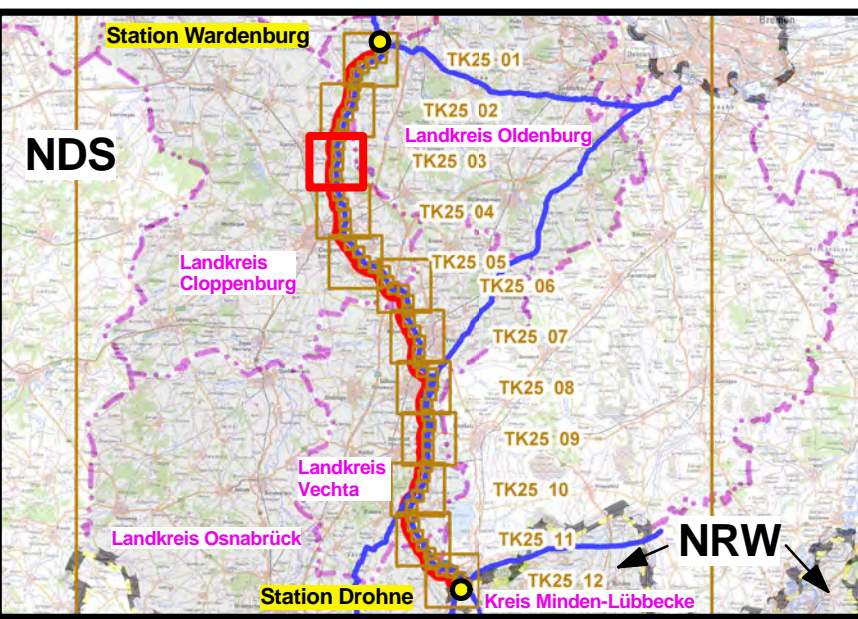 Bremen
Station Wardenburg
TK25 01
TK25 02
Landkreis Oldenburg
NDS
TK25 03
TK25 04
Landkreis
Cloppenburg
TK25 05
TK25 06
TK25 07
TK25 08
TK25 09
Landkreis
Vechta
TK25 10
Landkreis Osnabrück
TK25 11
NRW
TK25 12
Station Drohne
Kreis Minden-Lübbecke